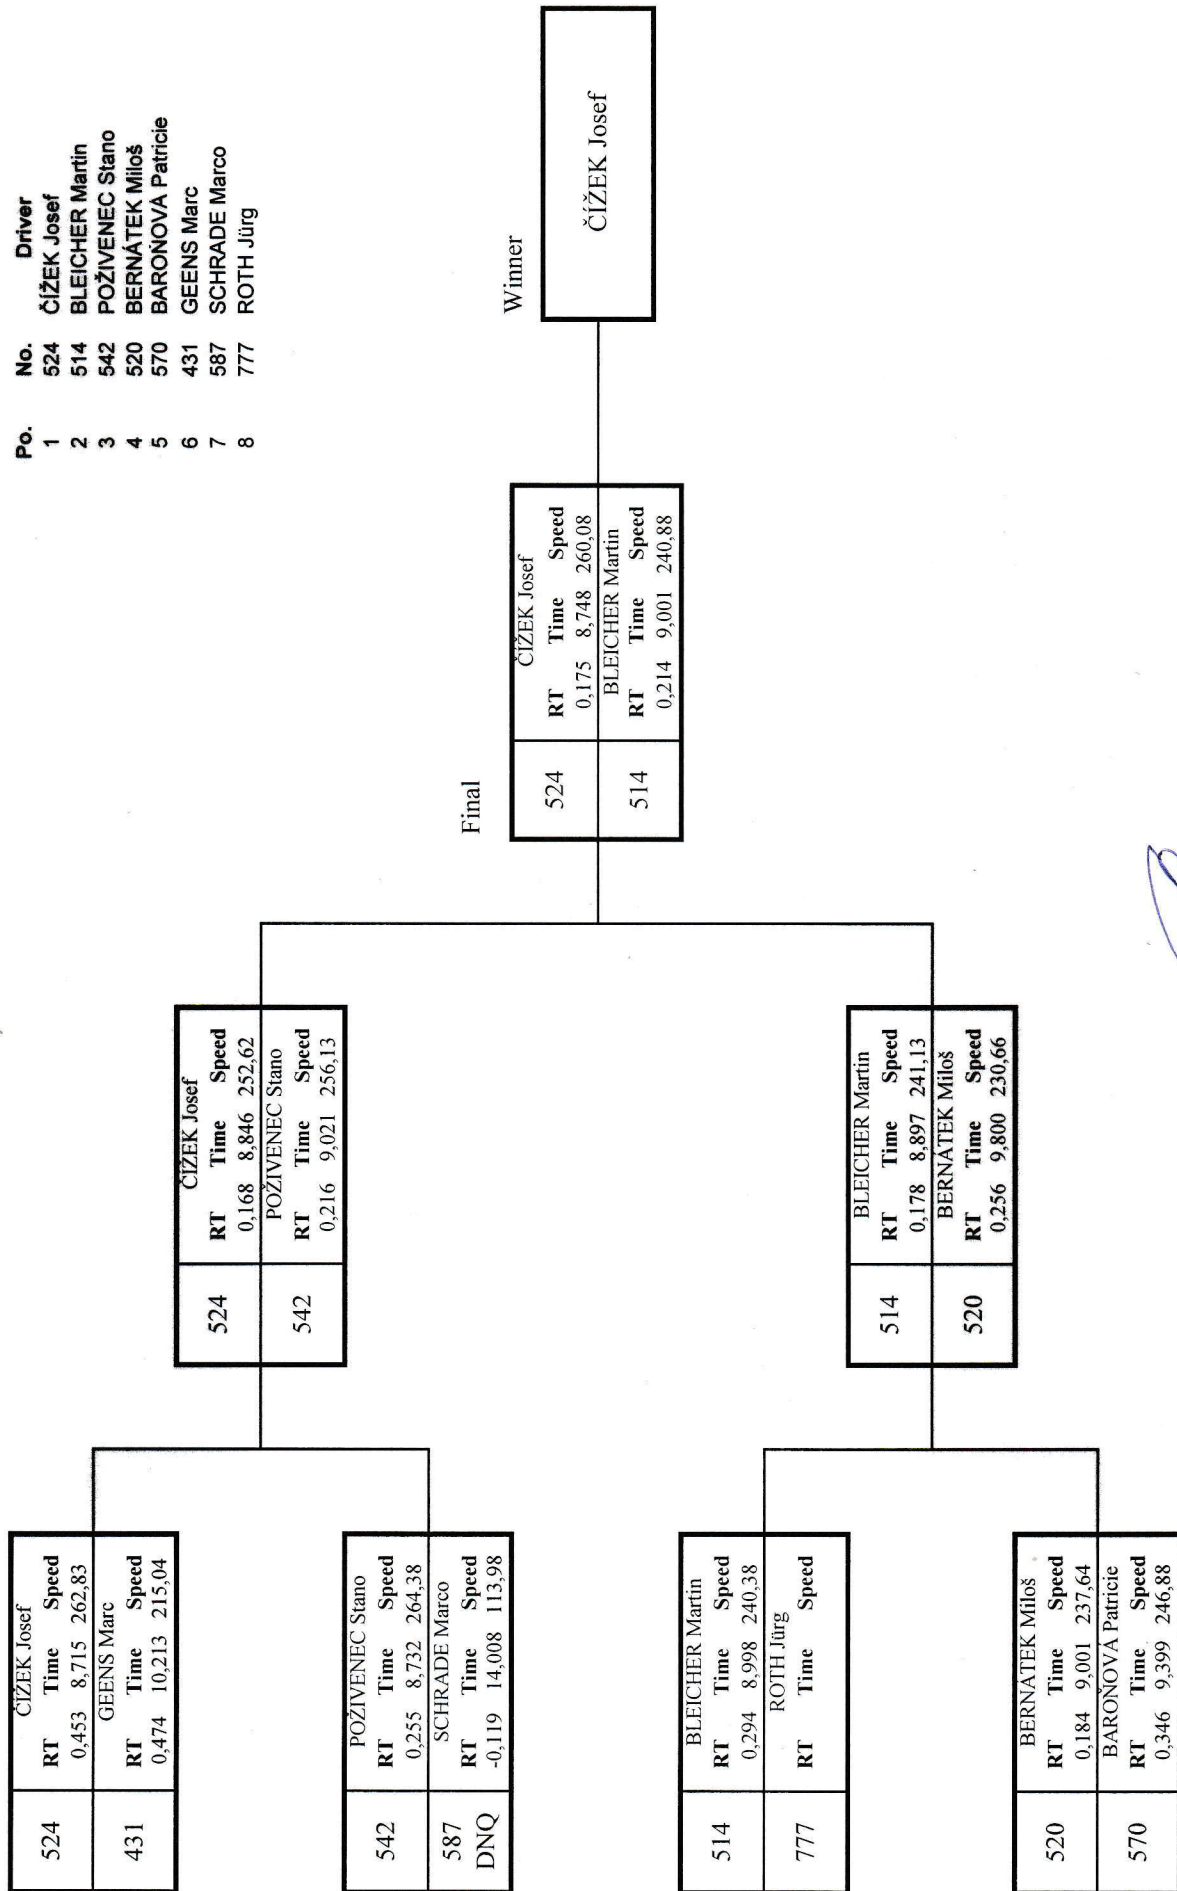 Po. No. Driver
1 524 ČÍŽEK Josef
2 514 BLEICHER Martin
3 542 POŽIVENEC Stano
4 520 BERNÁTEK Miloš
5 570 BAROŇOVÁ Patricie
6 431 GEENS Marc
7 587 SCHRADE Marco
8 777 ROTH Jürg
524 ČÍŽEK Josef
RT Time Speed
0,453 8,715 262,83
431 GEENS Marc
RT Time Speed
0,474 10,213 215,04
542 POŽIVENEC Stano
RT Time Speed
0,255 8,732 264,38
587 SCHRADE Marco
DNQ RT Time Speed
-0,119 14,008 113,98
514 BLEICHER Martin
RT Time Speed
0,294 8,998 240,38
777 ROTH Jürg
RT Time Speed
520 BERNÁTEK Miloš
RT Time Speed
0,184 9,001 237,64
570 BAROŇOVÁ Patricie
RT Time Speed
0,346 9,399 246,88
524 ČÍŽEK Josef
RT Time Speed
0,168 8,846 252,62
542 POŽIVENEC Stano
RT Time Speed
0,216 9,021 256,13
514 BLEICHER Martin
RT Time Speed
0,178 8,897 241,13
520 BERNÁTEK Miloš
RT Time Speed
0,256 9,800 230,66
Final
524 ČÍŽEK Josef
RT Time Speed
0,175 8,748 260,08
514 BLEICHER Martin
RT Time Speed
0,214 9,001 240,88
Winner
ČÍŽEK Josef